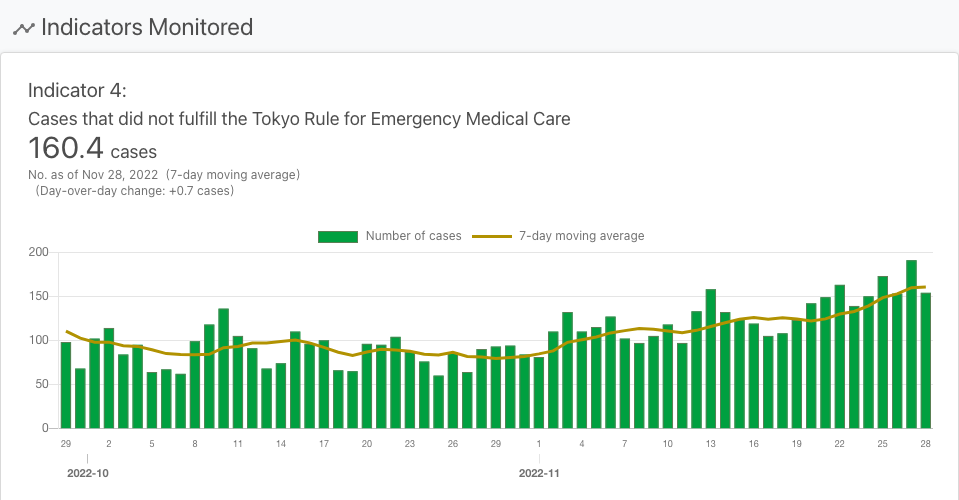 Indicators Monitored
Indicator 4:
Cases that did not fulfill the Tokyo Rule for Emergency Medical Care
160.4 cases
No. as of Nov 28, 2022 (7-day moving average)
(Day-over-day change: +0.7 cases)
Number of cases 7-day moving average
200
150
100
50
0
29 2 5 8 11 14 17 20 23 26 29 1 4 7 10 13 16 19 22 25 28
2022-10 2022-11